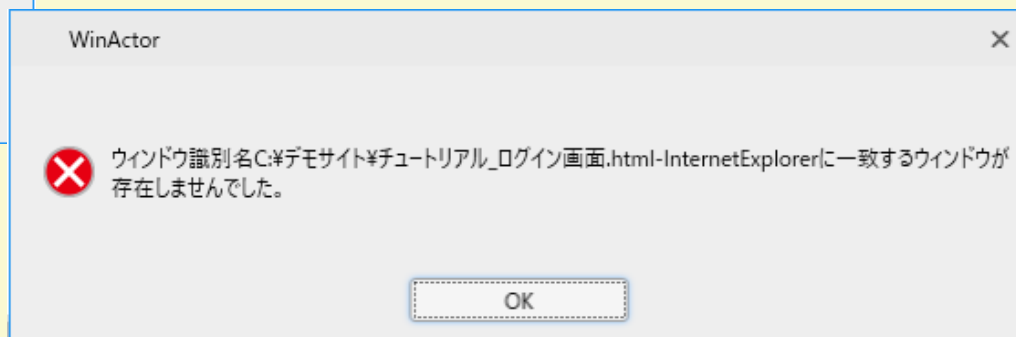 WinActor
ウィンドウ識別名C:¥デモサイト¥チュートリアル_ログイン画面.html-InternetExplorerに一致するウィンドウが
存在しませんでした。
OK